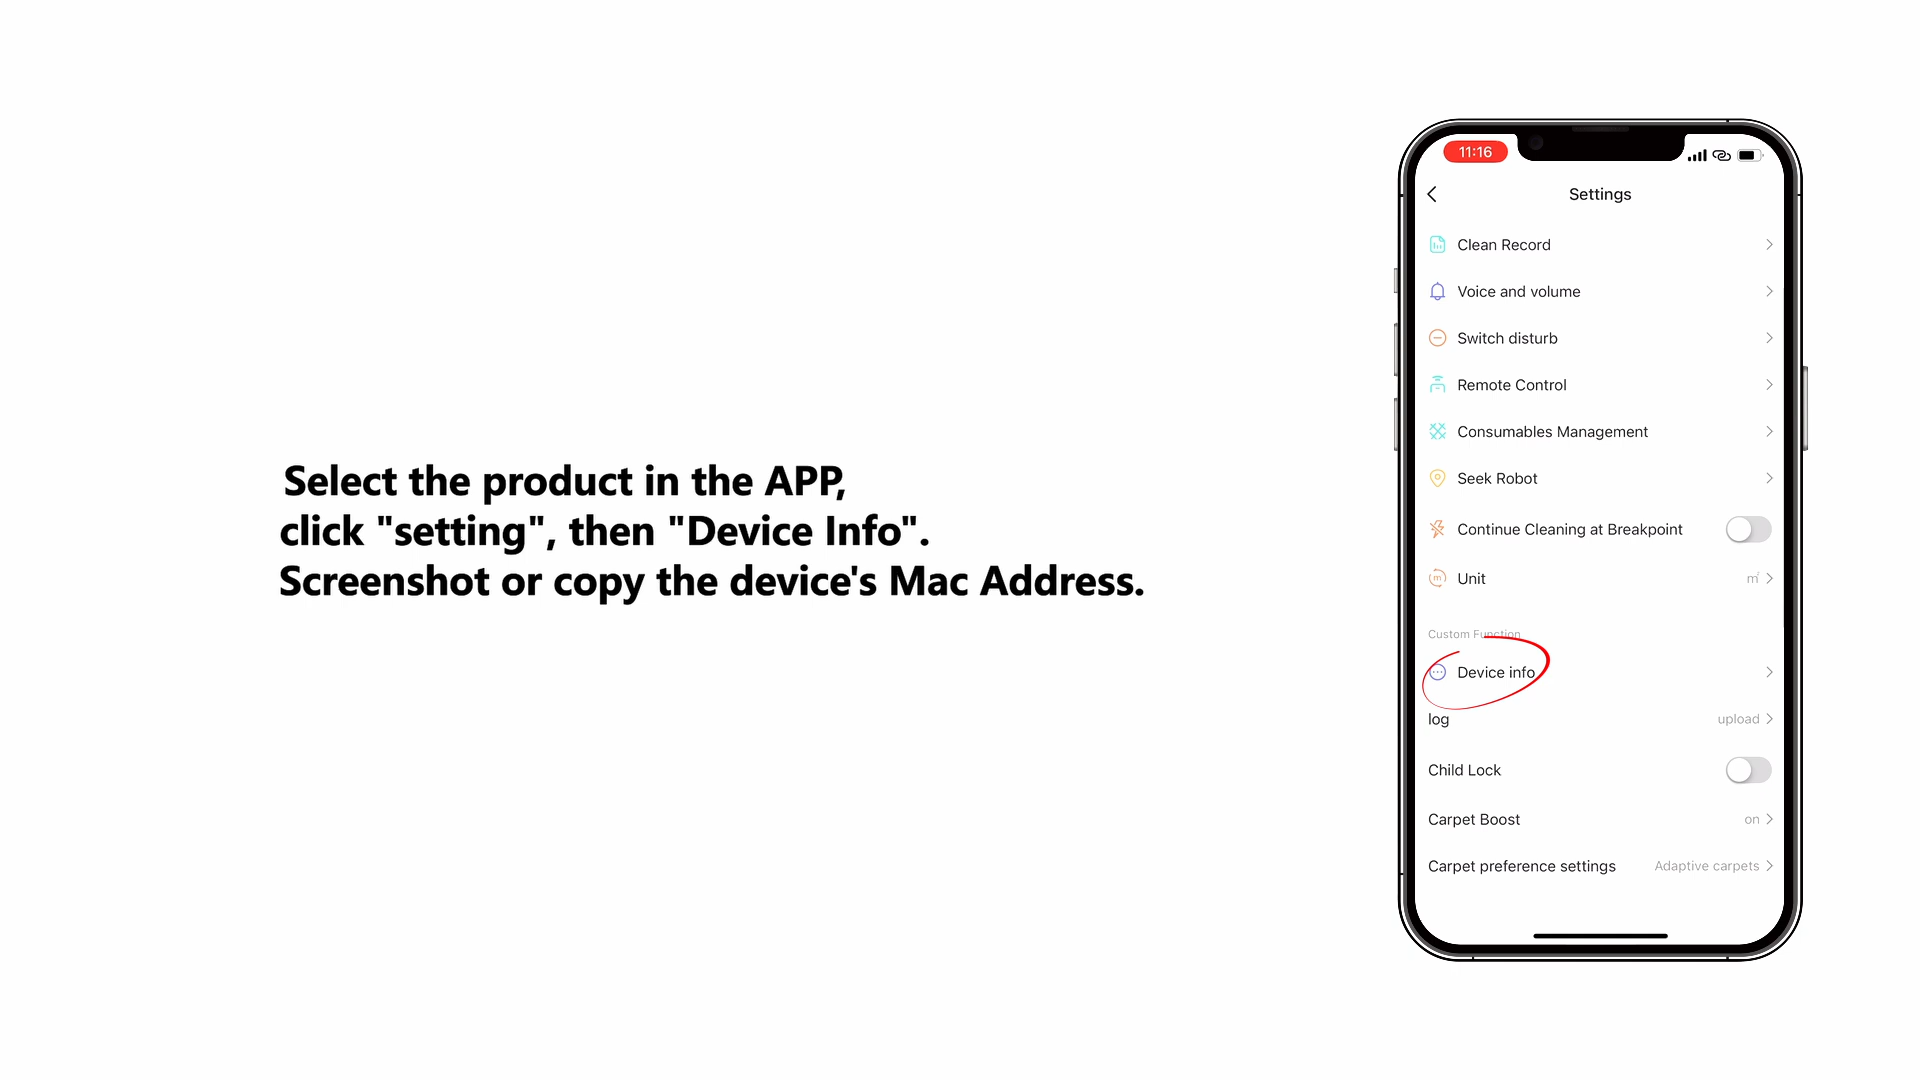 Select the product in the APP,
click "setting", then "Device Info".
Screenshot or copy the device's Mac Address.
11:16
Settings
Clean Record
Voice and volume
Switch disturb
Remote Control
Consumables Management
Seek Robot
Continue Cleaning at Breakpoint
Unit m²
Custom Function
Device info
log upload
Child Lock
Carpet Boost on
Carpet preference settings Adaptive carpets